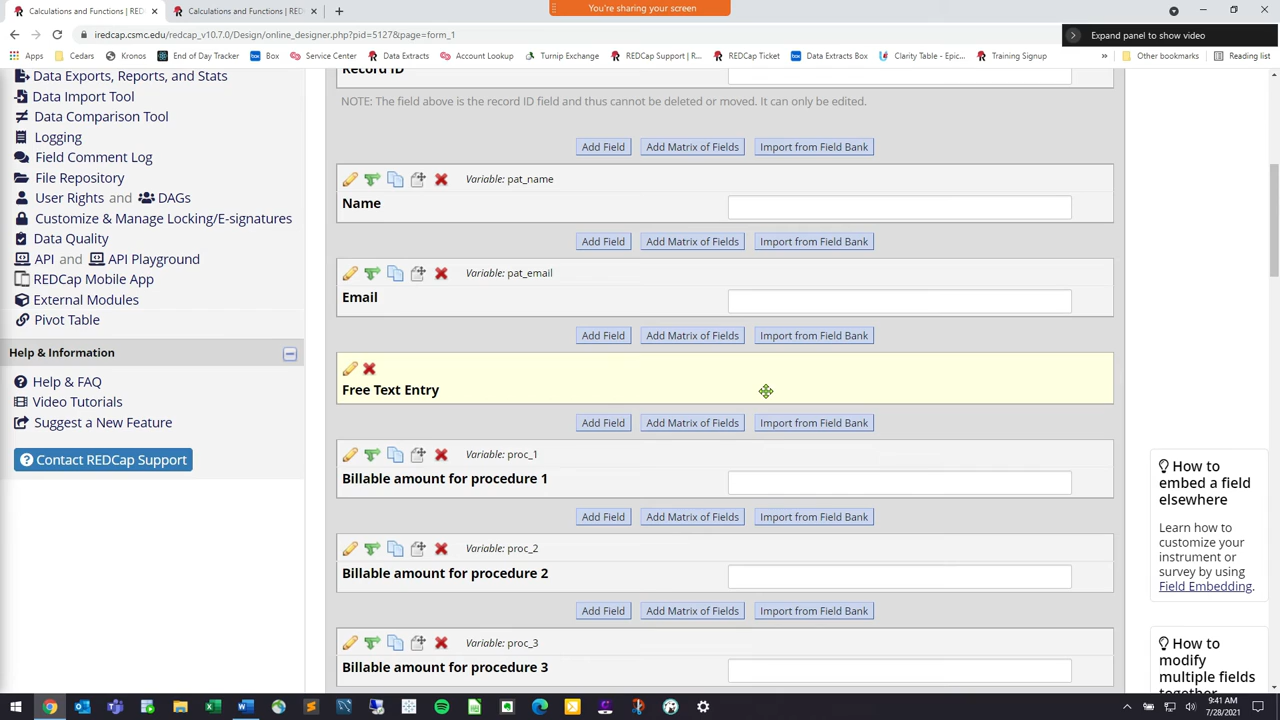 Calculations and Functions | RED
Calculations and Functions | RED
You're sharing your screen
iredcap.csmc.edu/redcap_v10.7.0/Design/online_designer.php?pid=5127&page=form_1
Expand panel to show video
Apps
Cedars
Kronos
End of Day Tracker
Box
Service Center
Data Extracts
Group Lookup
Turnip Exchange
REDCap Support | R...
REDCap Ticket
Data Extracts Box
Clarity Table - Epic...
Training Signup
»
Other bookmarks
Reading list
Data Exports, Reports, and Stats
Data Import Tool
Data Comparison Tool
Logging
Field Comment Log
File Repository
User Rights and DAGs
Customize & Manage Locking/E-signatures
Data Quality
API and API Playground
REDCap Mobile App
External Modules
Pivot Table
Help & Information
Help & FAQ
Video Tutorials
Suggest a New Feature
Contact REDCap Support
Record ID
NOTE: The field above is the record ID field and thus cannot be deleted or moved. It can only be edited.
Add Field Add Matrix of Fields Import from Field Bank
Variable: pat_name
Name
Add Field Add Matrix of Fields Import from Field Bank
Variable: pat_email
Email
Add Field Add Matrix of Fields Import from Field Bank
Free Text Entry
Add Field Add Matrix of Fields Import from Field Bank
Variable: proc_1
Billable amount for procedure 1
Add Field Add Matrix of Fields Import from Field Bank
Variable: proc_2
Billable amount for procedure 2
Add Field Add Matrix of Fields Import from Field Bank
Variable: proc_3
Billable amount for procedure 3
How to
embed a field
elsewhere
Learn how to
customize your
instrument or
survey by using
Field Embedding.
How to
modify
multiple fields
together
9:41 AM
7/28/2021